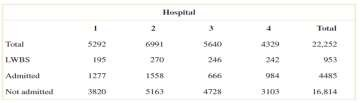 Hospital
1 2 3 4 Total
Total 5292 6991 5640 4329 22,252
LWBS 195 270 246 242 953
Admitted 1277 1558 666 984 4485
Not admitted 3820 5163 4728 3103 16,814